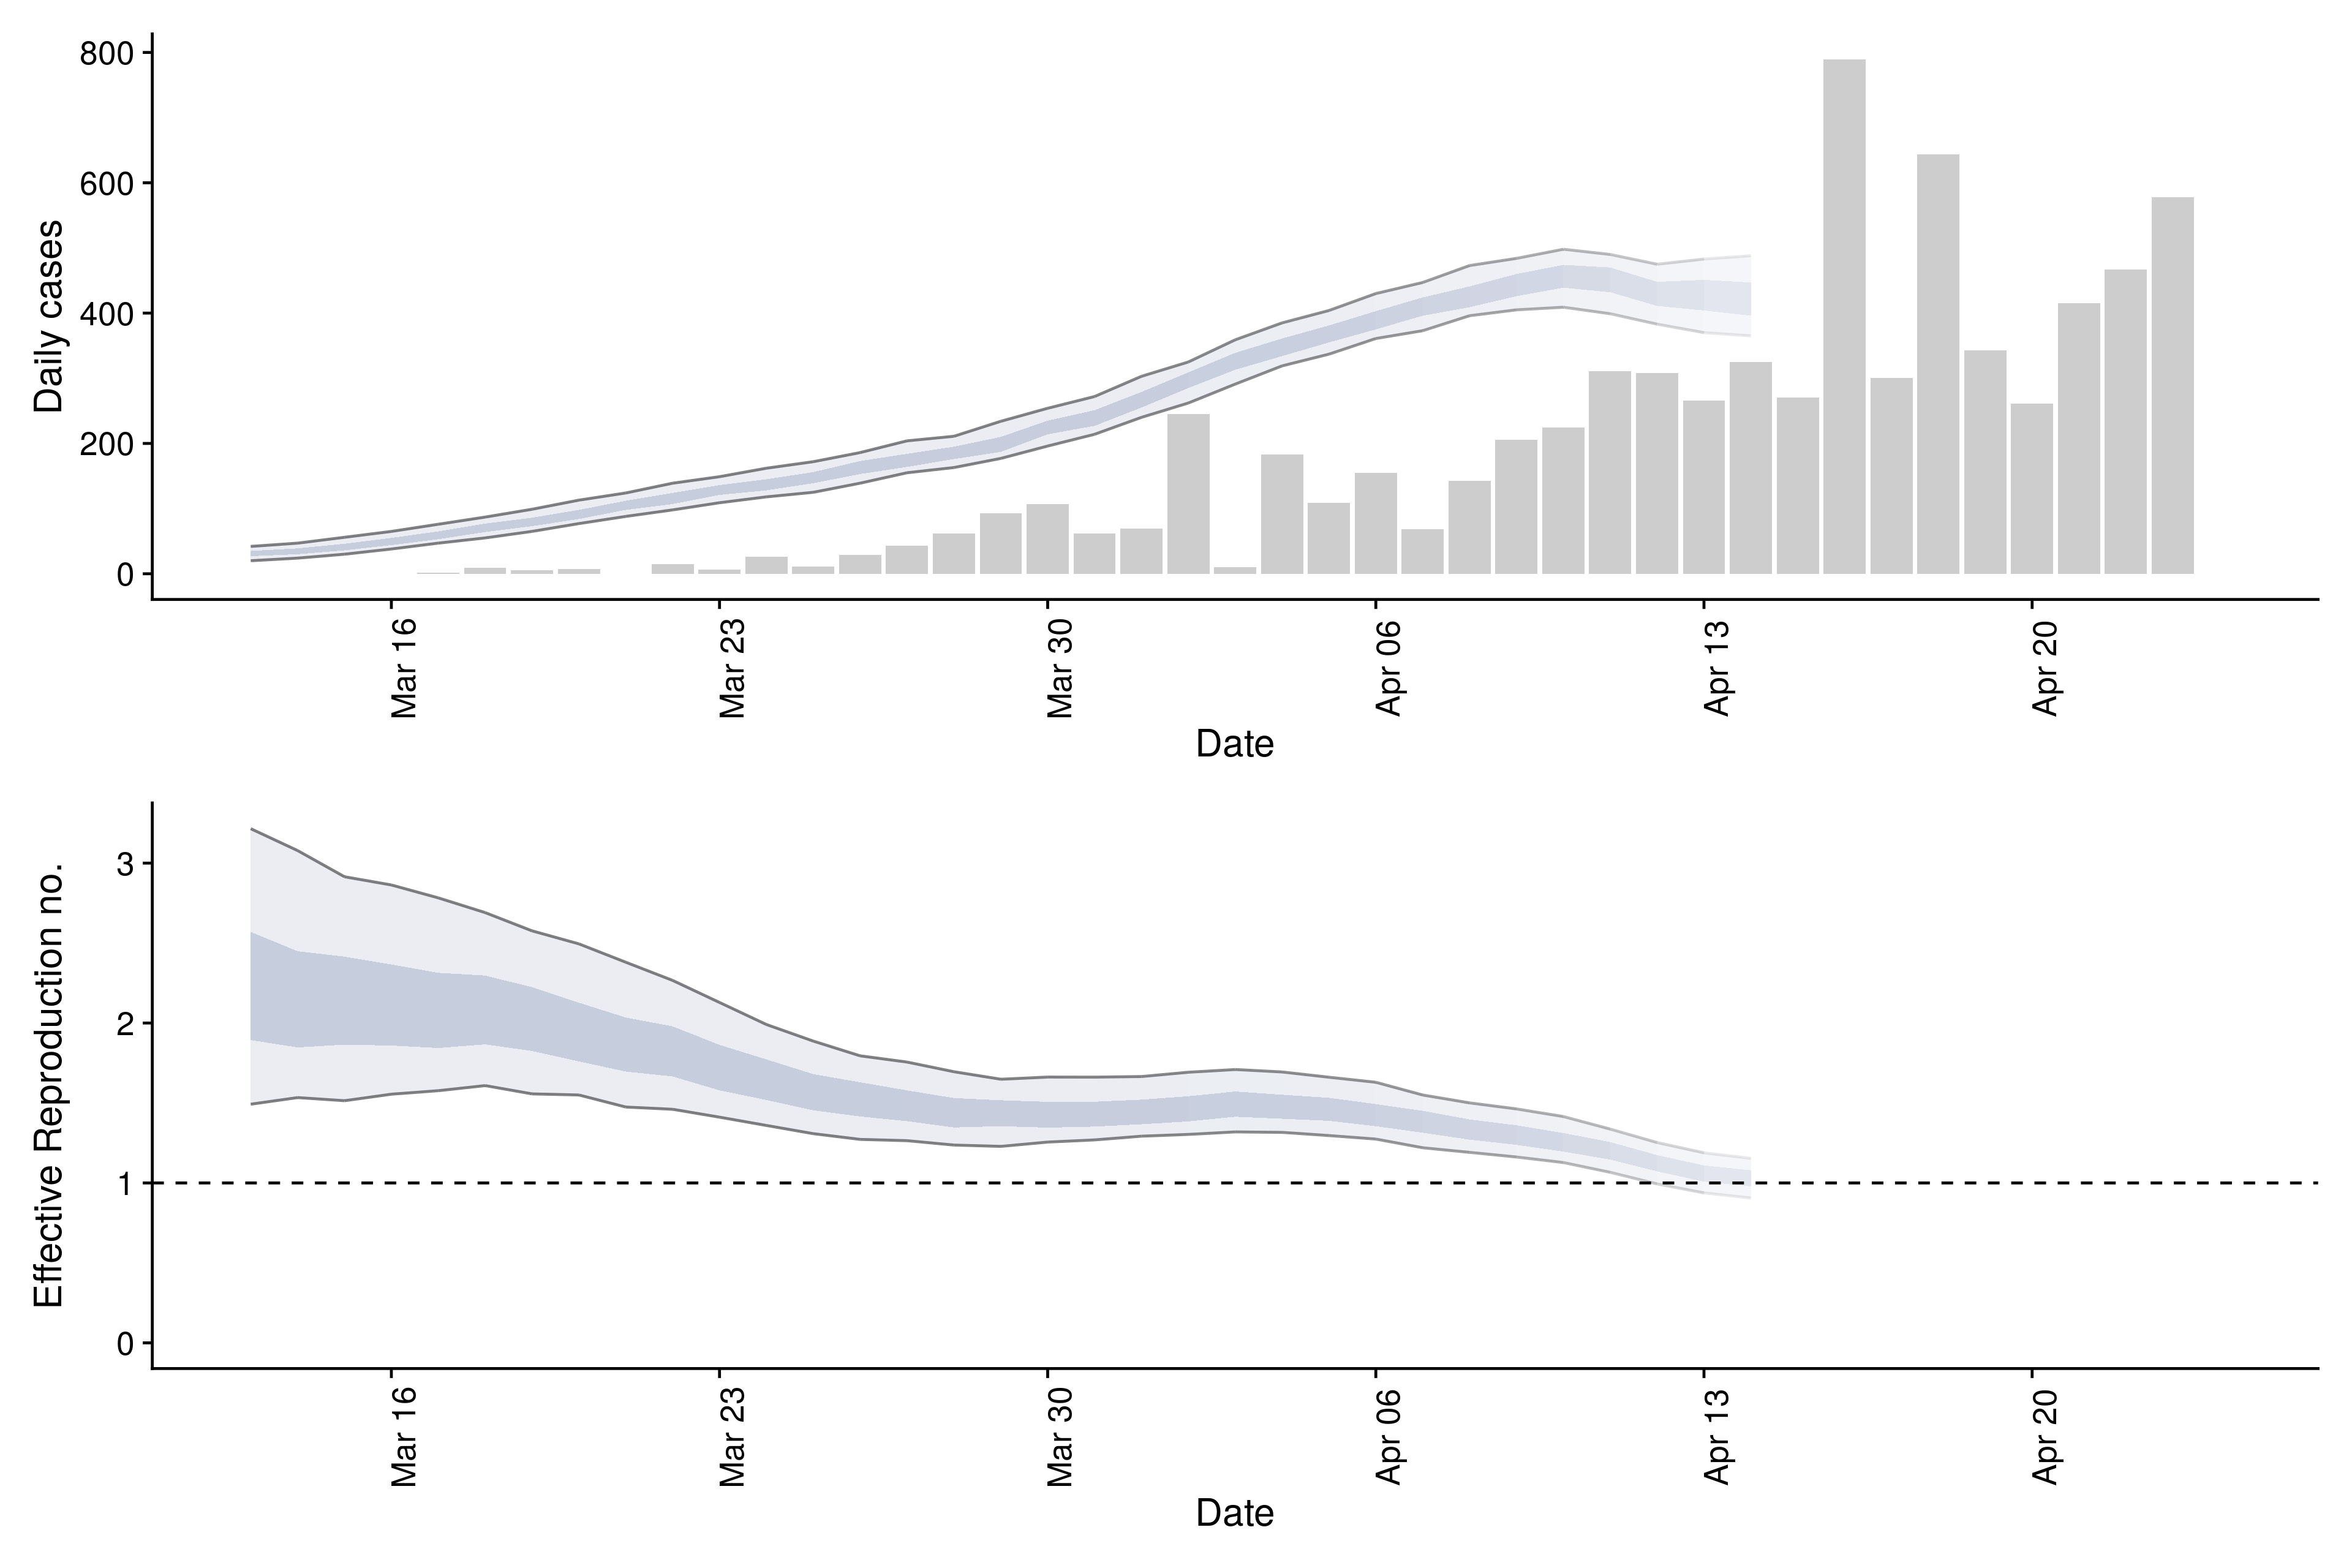 Daily cases
800
600
400
200
0
Mar 16
Mar 23
Mar 30
Apr 06
Apr 13
Apr 20
Date
Effective Reproduction no.
3
2
1
0
Mar 16
Mar 23
Mar 30
Apr 06
Apr 13
Apr 20
Date